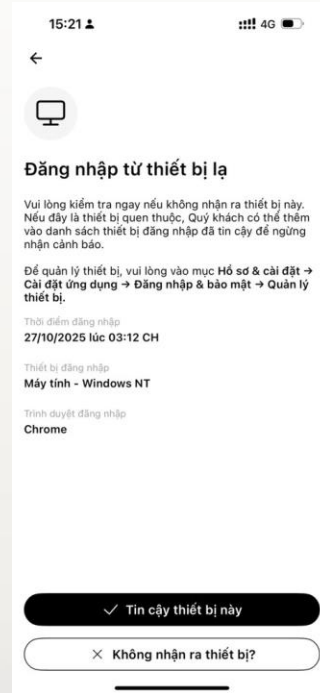 15:21
4G
Đăng nhập từ thiết bị lạ
Vui lòng kiểm tra ngay nếu không nhận ra thiết bị này.
Nếu đây là thiết bị quen thuộc, Quý khách có thể thêm
vào danh sách thiết bị đăng nhập đã tin cậy để ngừng
nhận cảnh báo.
Để quản lý thiết bị, vui lòng vào mục Hồ sơ & cài đặt →
Cài đặt ứng dụng → Đăng nhập & bảo mật → Quản lý
thiết bị.
Thời điểm đăng nhập
27/10/2025 lúc 03:12 CH
Thiết bị đăng nhập
Máy tính - Windows NT
Trình duyệt đăng nhập
Chrome
Tin cậy thiết bị này
Không nhận ra thiết bị?